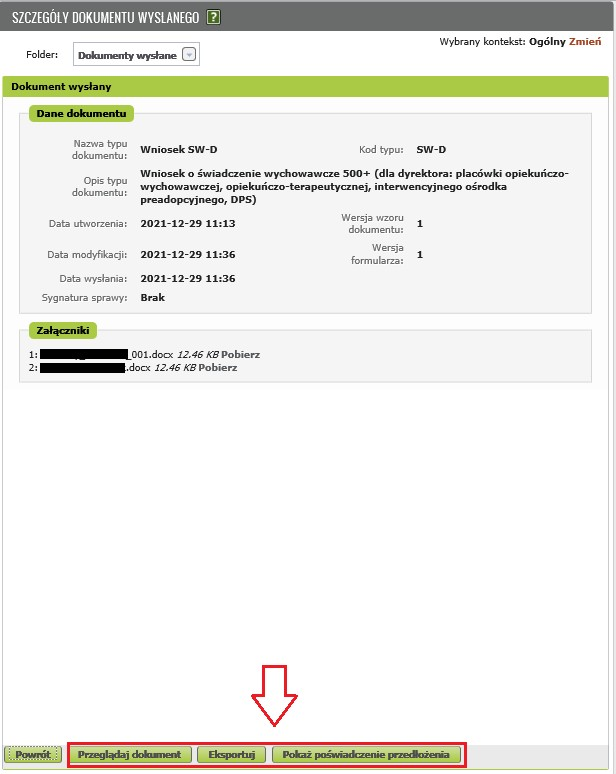 SZCZEGÓŁY DOKUMENTU WYSLANEGO ?
Wybrany kontekst: Ogólny Zmień
Folder: Dokumenty wysłane
Dokument wysłany
Dane dokumentu
Nazwa typu
dokumentu: Wniosek SW-D Kod typu: SW-D
Opis typu
dokumentu: Wniosek o świadczenie wychowawcze 500+ (dla dyrektora: placówki opiekuńczo-
wychowawczej, opiekuńczo-terapeutycznej, interwencyjnego ośrodka
preadopcyjnego, DPS)
Data utworzenia: 2021-12-29 11:13 Wersja wzoru
dokumentu: 1
Data modyfikacji: 2021-12-29 11:36 Wersja
formularza: 1
Data wysłania: 2021-12-29 11:36
Sygnatura sprawy: Brak
Załączniki
1: _001.docx 12.46 KB Pobierz
2: .docx 12.46 KB Pobierz
Powrót Przeglądaj dokument Eksportuj Pokaż poświadczenie przedłożenia